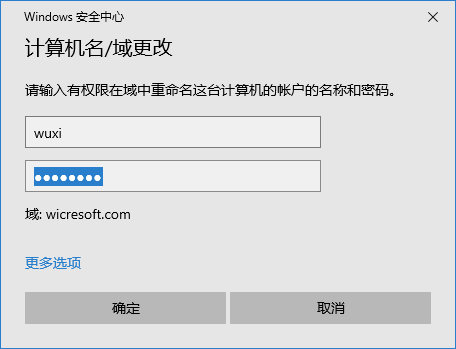 Windows 安全中心
计算机名/域更改
请输入有权限在域中重命名这台计算机的帐户的名称和密码。
wuxi
●●●●●●●●
域: wicresoft.com
更多选项
确定
取消